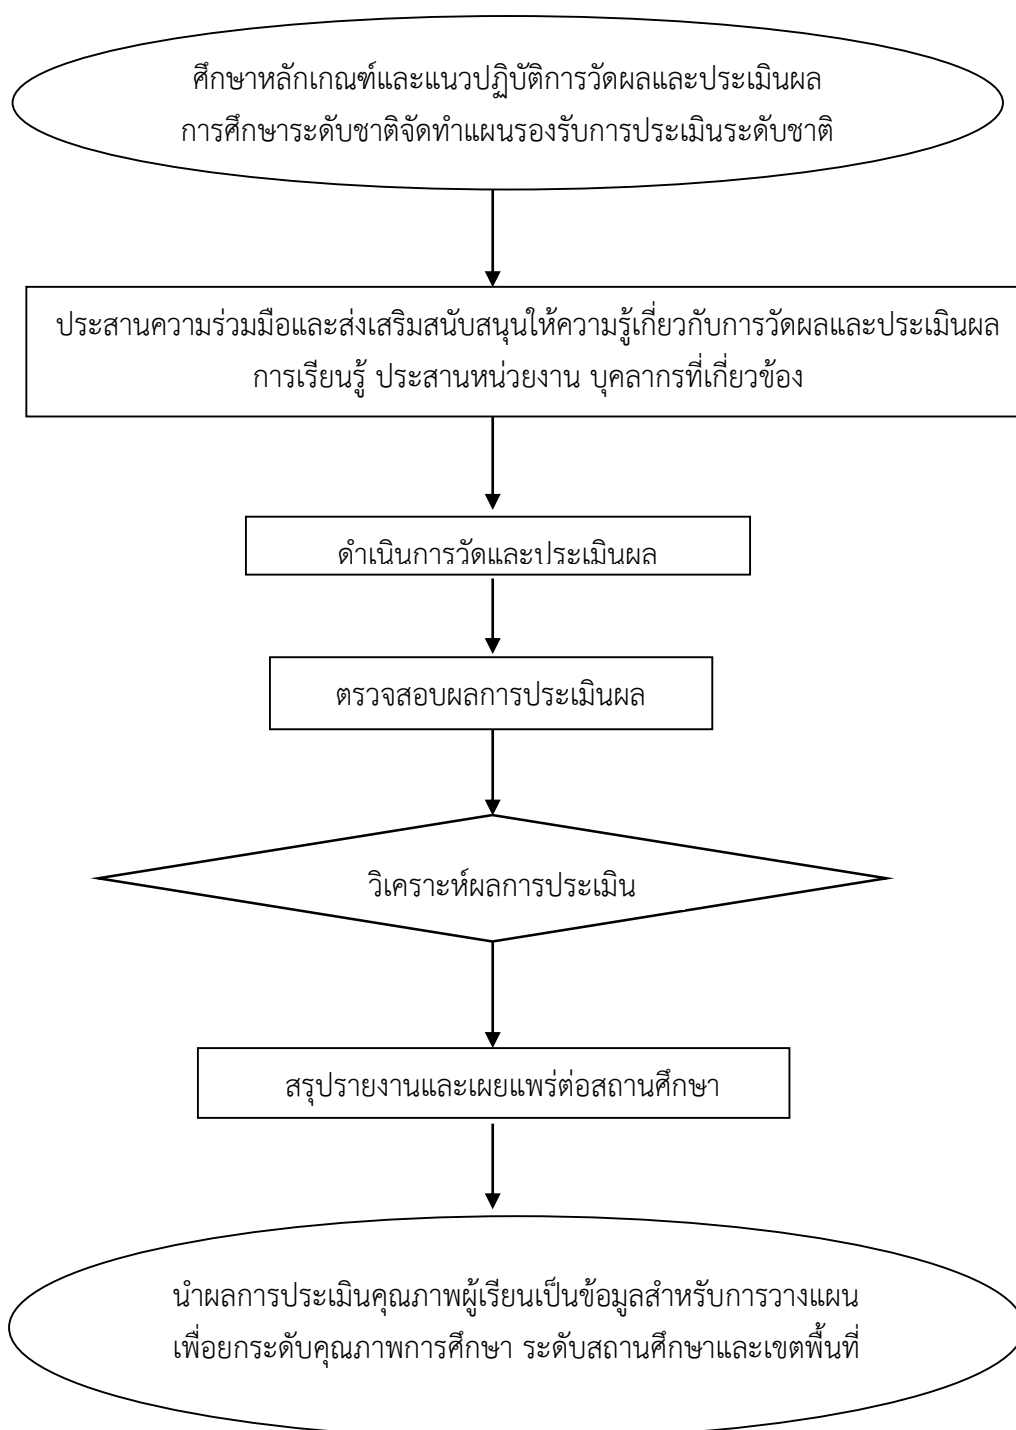 ศึกษาหลักเกณฑ์และแนวปฏิบัติการวัดผลและประเมินผล
การศึกษาระดับชาติจัดทำแผนรองรับการประเมินระดับชาติ
ประสานความร่วมมือและส่งเสริมสนับสนุนให้ความรู้เกี่ยวกับการวัดผลและประเมินผล
การเรียนรู้ ประสานหน่วยงาน บุคลากรที่เกี่ยวข้อง
ดำเนินการวัดและประเมินผล
ตรวจสอบผลการประเมินผล
วิเคราะห์ผลการประเมิน
สรุปรายงานและเผยแพร่ต่อสถานศึกษา
นำผลการประเมินคุณภาพผู้เรียนเป็นข้อมูลสำหรับการวางแผน
เพื่อยกระดับคุณภาพการศึกษา ระดับสถานศึกษาและเขตพื้นที่